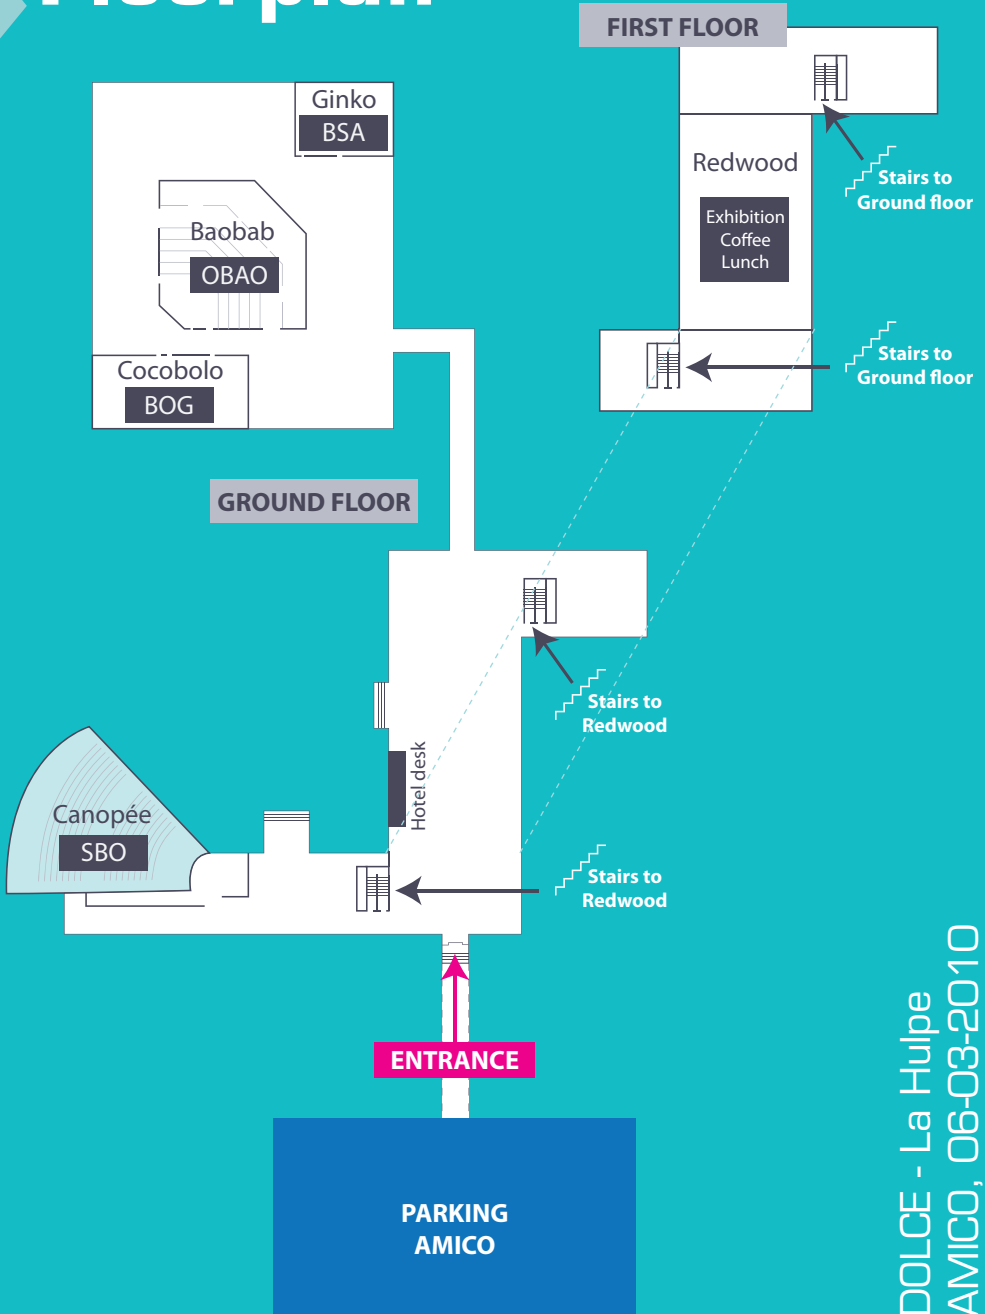 Floorplan
FIRST FLOOR
Ginko
BSA
Redwood
Exhibition
Coffee
Lunch
Stairs to
Ground floor
Baobab
OBAO
Stairs to
Ground floor
Cocobolo
BOG
GROUND FLOOR
Stairs to
Redwood
Hotel desk
Canopée
SBO
Stairs to
Redwood
ENTRANCE
PARKING
AMICO
DOLCE - La Hulpe
AMICO, 06-03-2010